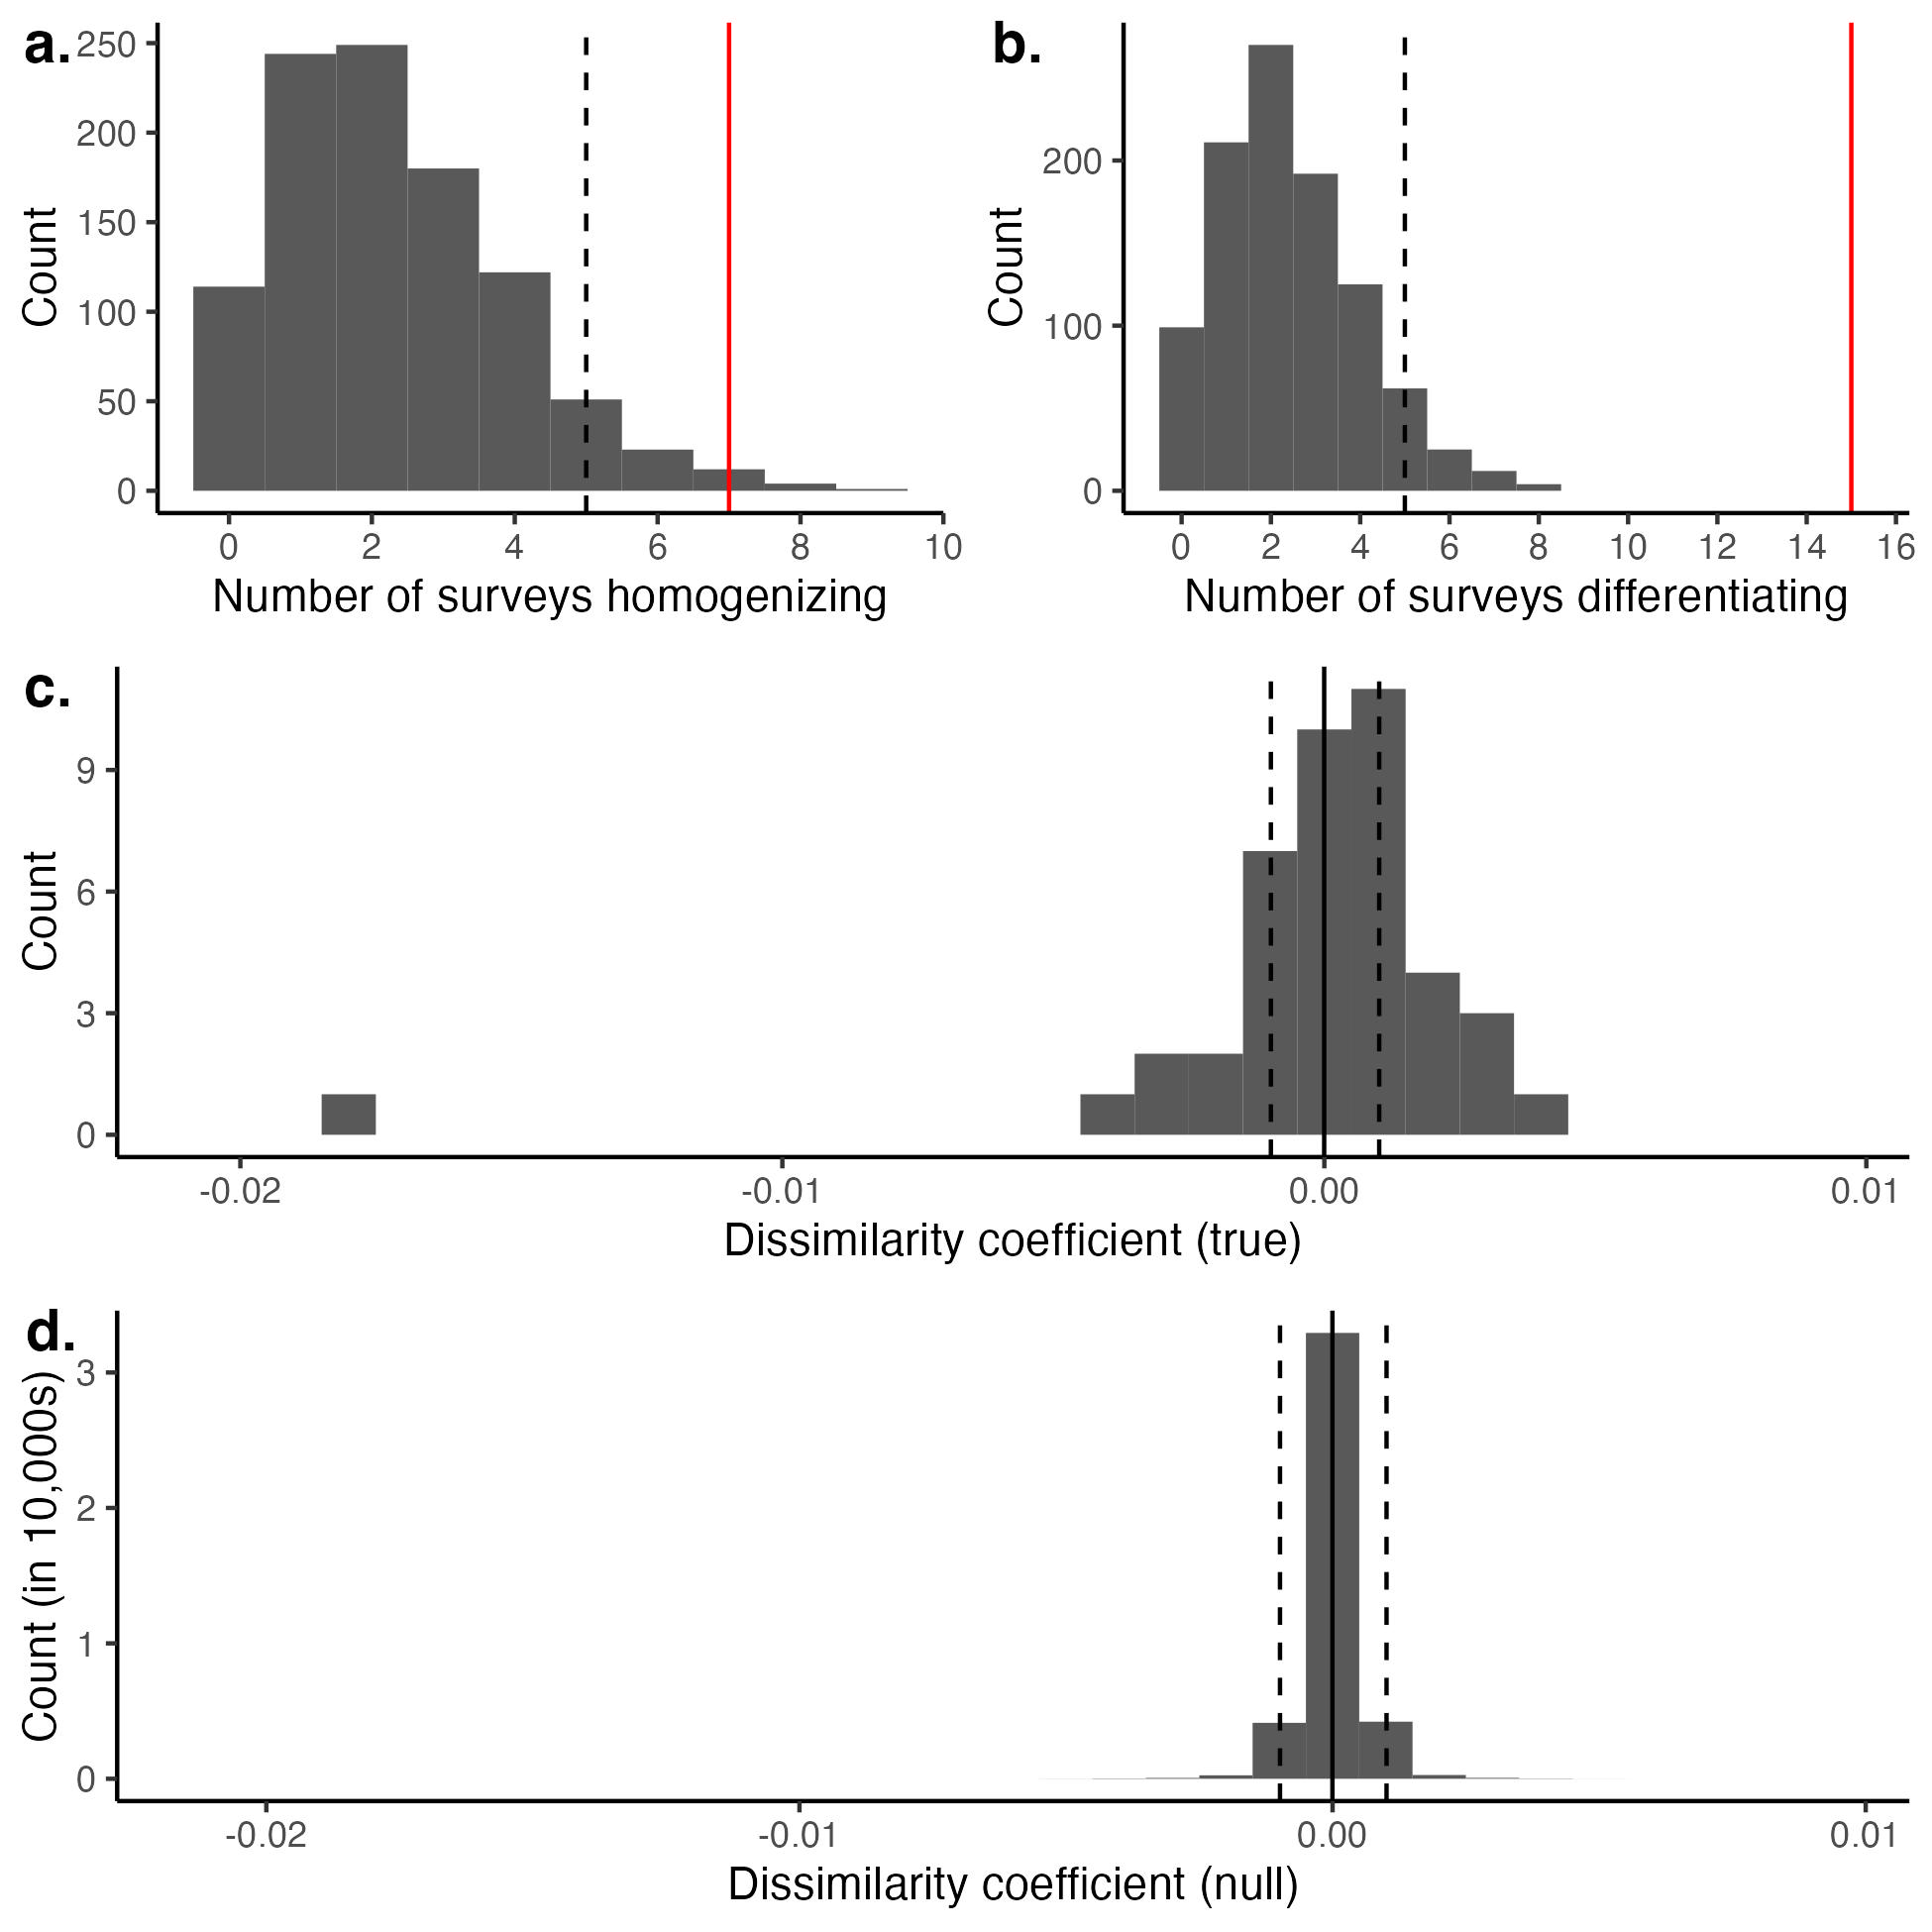 a.
250
200
150
100
50
0
Count
0 2 4 6 8 10
Number of surveys homogenizing
b.
200
100
0
Count
0 2 4 6 8 10 12 14 16
Number of surveys differentiating
c.
9
6
3
0
Count
-0.02 -0.01 0.00 0.01
Dissimilarity coefficient (true)
d.
3
2
1
0
Count (in 10,000s)
-0.02 -0.01 0.00 0.01
Dissimilarity coefficient (null)